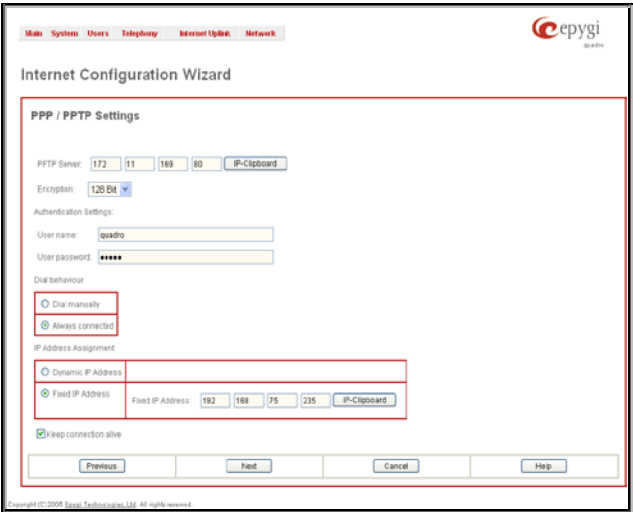 Main System Users Telephony Internet Uplink Network
epygi
quadro
Internet Configuration Wizard
PPP / PPTP Settings
PPTP Server: 172 11 169 80 IP-Clipboard
Encryption: 128 Bit
Authentication Settings:
User name: quadro
User password: •••••
Dial behaviour
Dial manually
Always connected
IP Address Assignment
Dynamic IP Address
Fixed IP Address Fixed IP Address: 192 168 75 235 IP-Clipboard
Keep connection alive
Previous Next Cancel Help
Copyright (C) 2006 Epygi Technologies, Ltd. All rights reserved.